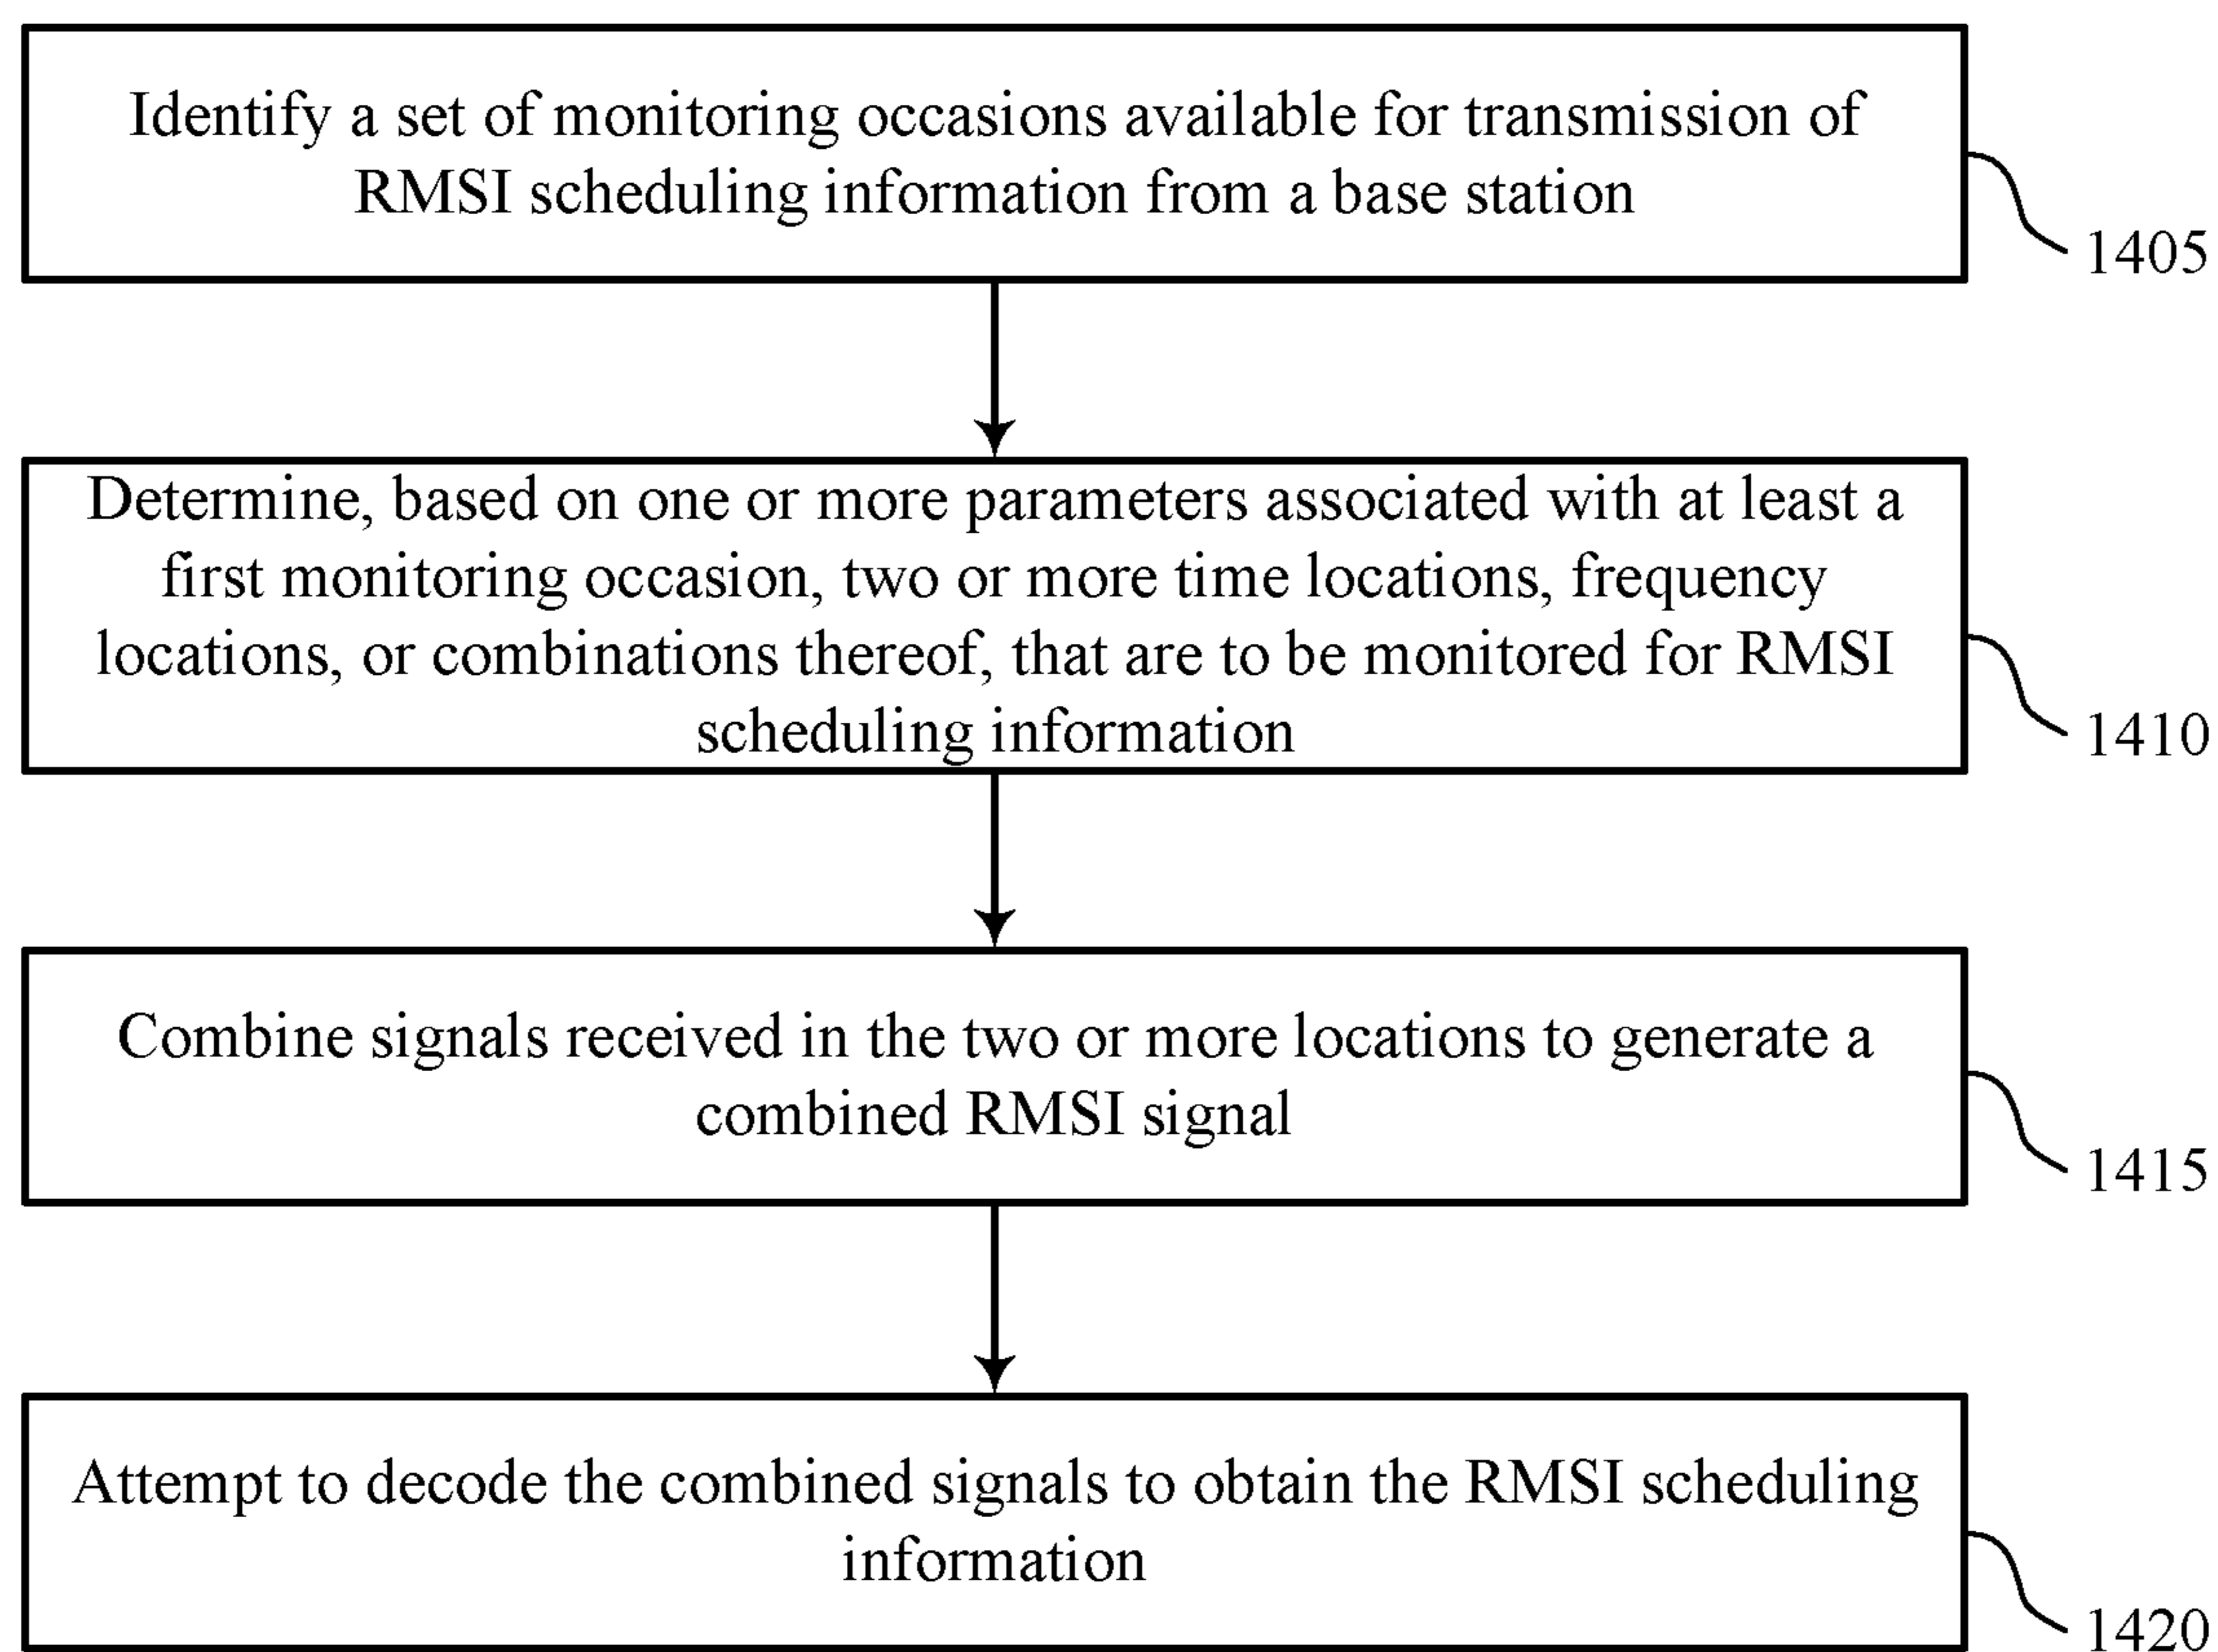 Identify a set of monitoring occasions available for transmission of
RMSI scheduling information from a base station
1405
Determine, based on one or more parameters associated with at least a
first monitoring occasion, two or more time locations, frequency
locations, or combinations thereof, that are to be monitored for RMSI
scheduling information
1410
Combine signals received in the two or more locations to generate a
combined RMSI signal
1415
Attempt to decode the combined signals to obtain the RMSI scheduling
information
1420